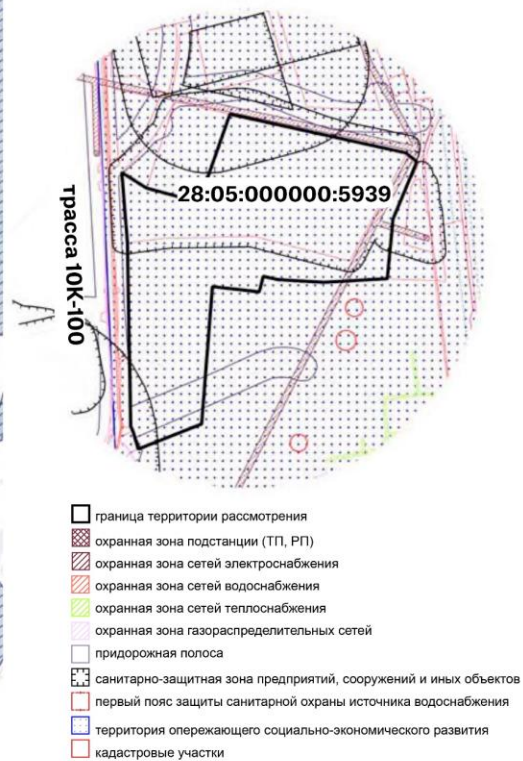 28:05:000000:5939
трасса 10К-100
граница территории рассмотрения
охранная зона подстанции (ТП, РП)
охранная зона сетей электроснабжения
охранная зона сетей водоснабжения
охранная зона сетей теплоснабжения
охранная зона газораспределительных сетей
придорожная полоса
санитарно-защитная зона предприятий, сооружений и иных объектов
первый пояс защиты санитарной охраны источника водоснабжения
территория опережающего социально-экономического развития
кадастровые участки